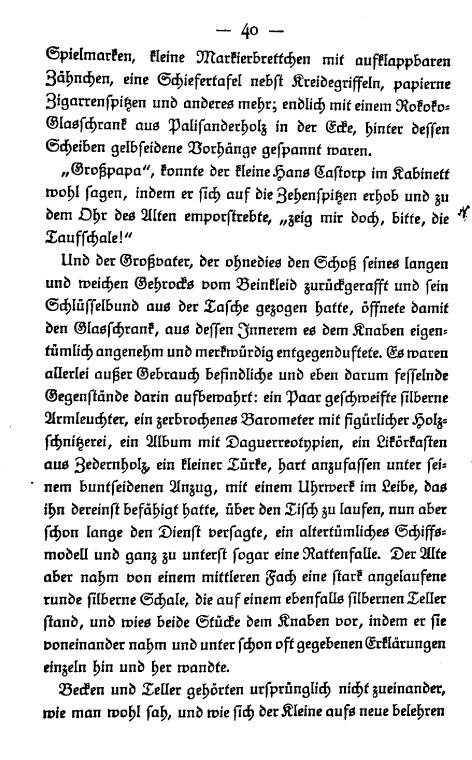 — 40 —
Spielmarken, kleine Markierbrettchen mit aufklappbaren
Zähnchen, eine Schiefertafel nebst Kreidegriffeln, papierne
Zigarrenspitzen und anderes mehr; endlich mit einem Rokoko-
Glasschrank aus Palisanderholz in der Ecke, hinter dessen
Scheiben gelbseidene Vorhänge gespannt waren.
„Großpapa“, konnte der kleine Hans Castorp im Kabinett
wohl sagen, indem er sich auf die Zehenspitzen erhob und zu
dem Ohr des Alten emporstrebte, „zeig mir doch, bitte, die
Taufschale!“
Und der Großvater, der ohnedies den Schoß seines langen
und weichen Gehrocks vom Beinkleid zurückgerafft und sein
Schlüsselbund aus der Tasche gezogen hatte, öffnete damit
den Glasschrank, aus dessen Innerem es dem Knaben eigen-
tümlich angenehm und merkwürdig entgegenduftete. Es waren
allerlei außer Gebrauch befindliche und eben darum fesselnde
Gegenstände darin aufbewahrt: ein Paar geschweifte silberne
Armleuchter, ein zerbrochenes Barometer mit figürlicher Holz-
schnitzerei, ein Album mit Daguerreotypien, ein Likörkasten
aus Zedernholz, ein kleiner Türke, hart anzufassen unter sei-
nem buntseidenen Anzug, mit einem Uhrwerk im Leibe, das
ihn dereinst befähigt hatte, über den Tisch zu laufen, nun aber
schon lange den Dienst versagte, ein altertümliches Schiffs-
modell und ganz zu unterst sogar eine Rattenfalle. Der Alte
aber nahm von einem mittleren Fach eine stark angelaufene
runde silberne Schale, die auf einem ebenfalls silbernen Teller
stand, und wies beide Stücke dem Knaben vor, indem er sie
voneinander nahm und unter schon oft gegebenen Erklärungen
einzeln hin und her wandte.
Becken und Teller gehörten ursprünglich nicht zueinander,
wie man wohl sah, und wie sich der Kleine aufs neue belehren